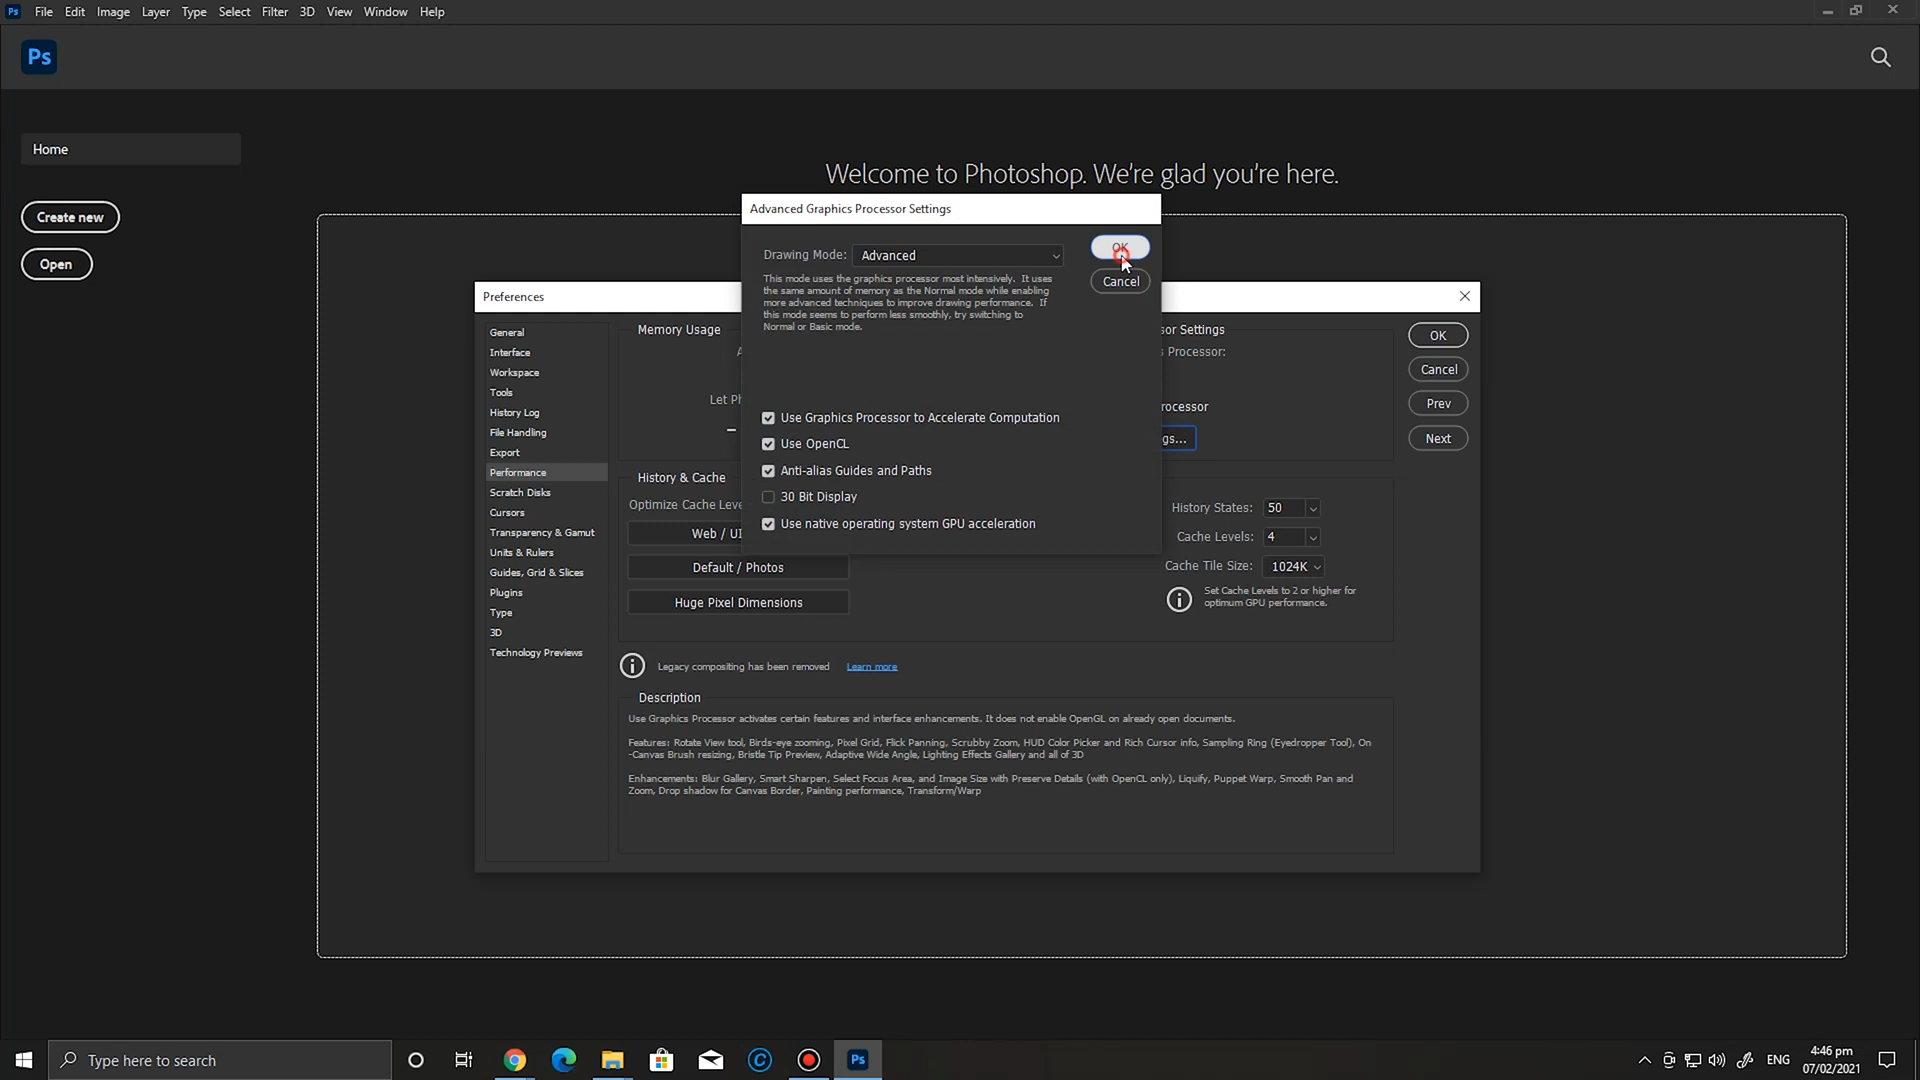 Ps File Edit Image Layer Type Select Filter 3D View Window Help
Ps
Home
Create new
Open
Welcome to Photoshop. We're glad you're here.
Advanced Graphics Processor Settings
Drawing Mode: Advanced
OK
Cancel
This mode uses the graphics processor most intensively. It uses
the same amount of memory as the Normal mode while enabling
more advanced techniques to improve drawing performance. If
this mode seems to perform less smoothly, try switching to
Normal or Basic mode.
Use Graphics Processor to Accelerate Computation
Use OpenCL
Anti-alias Guides and Paths
30 Bit Display
Use native operating system GPU acceleration
Preferences
General
Interface
Workspace
Tools
History Log
File Handling
Export
Performance
Scratch Disks
Cursors
Transparency & Gamut
Units & Rulers
Guides, Grid & Slices
Plugins
Type
3D
Technology Previews
Memory Usage
Let
Settings
Processor:
OK
Cancel
Prev
Next
History & Cache
Optimize Cache
Web / UI
Default / Photos
Huge Pixel Dimensions
History States: 50
Cache Levels: 4
Cache Tile Size: 1024K
Set Cache Levels to 2 or higher for
optimum GPU performance.
Legacy compositing has been removed Learn more
Description
Use Graphics Processor activates certain features and interface enhancements. It does not enable OpenGL on already open documents.
Features: Rotate View tool, Birds-eye zooming, Pixel Grid, Flick Panning, Scrubby Zoom, HUD Color Picker and Rich Cursor info, Sampling Ring (Eyedropper Tool), On
-Canvas Brush resizing, Bristle Tip Preview, Adaptive Wide Angle, Lighting Effects Gallery and all of 3D
Enhancements: Blur Gallery, Smart Sharpen, Select Focus Area, and Image Size with Preserve Details (with OpenCL only), Liquify, Puppet Warp, Smooth Pan and
Zoom, Drop shadow for Canvas Border, Painting performance, Transform/Warp
Type here to search
Ps
ENG
4:46 pm
07/02/2021